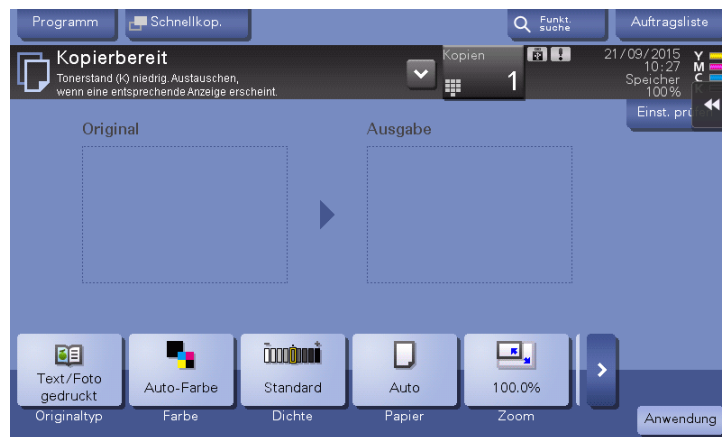 Programm
Schnellkop.
Funkt.
suche
Auftragsliste
Kopierbereit
Tonerstand (K) niedrig. Austauschen,
wenn eine entsprechende Anzeige erscheint.
Kopien
1
21/09/2015
10:27
Speicher
100%
Y
M
C
K
Einst. prü
Original
Ausgabe
Text/Foto
gedruckt
Auto-Farbe
Standard
Auto
100.0%
Originaltyp
Farbe
Dichte
Papier
Zoom
Anwendung